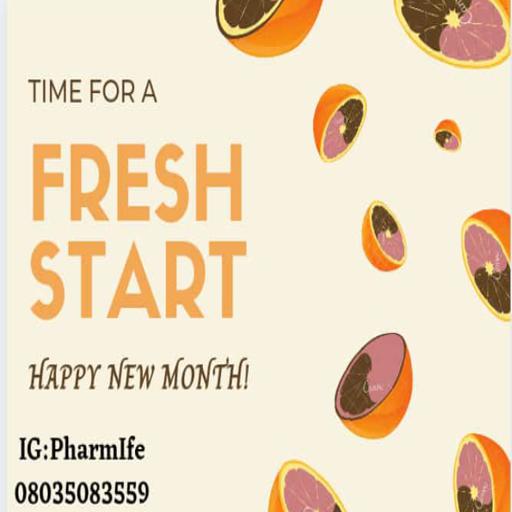 TIME FOR A
FRESH
START
HAPPY NEW MONTH!
IG:PharmIfe
08035083559